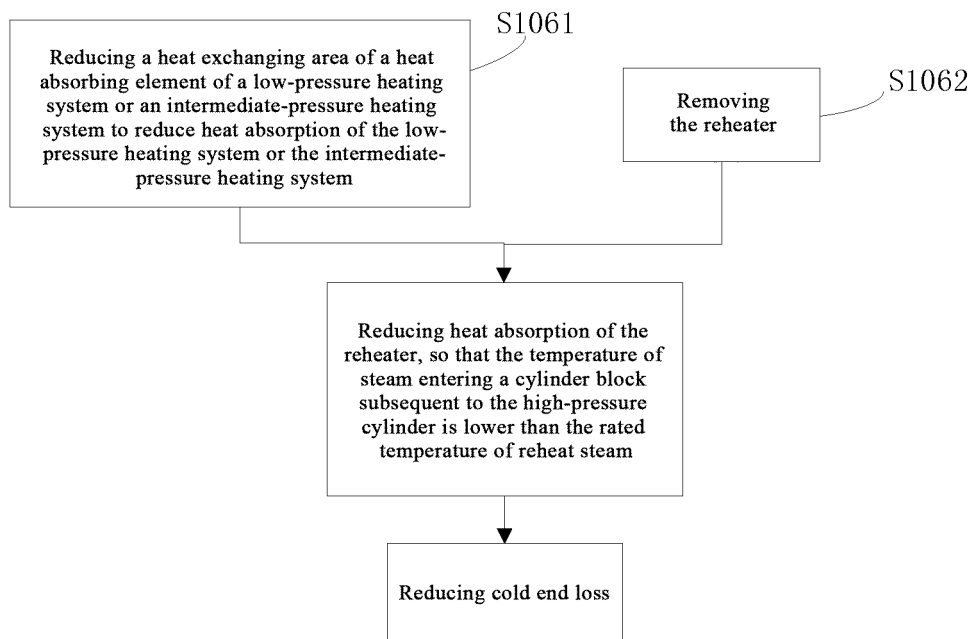 S1061
Reducing a heat exchanging area of a heat
absorbing element of a low-pressure heating
system or an intermediate-pressure heating
system to reduce heat absorption of the low-
pressure heating system or the intermediate-
pressure heating system
S1062
Removing
the reheater
Reducing heat absorption of the
reheater, so that the temperature of
steam entering a cylinder block
subsequent to the high-pressure
cylinder is lower than the rated
temperature of reheat steam
Reducing cold end loss